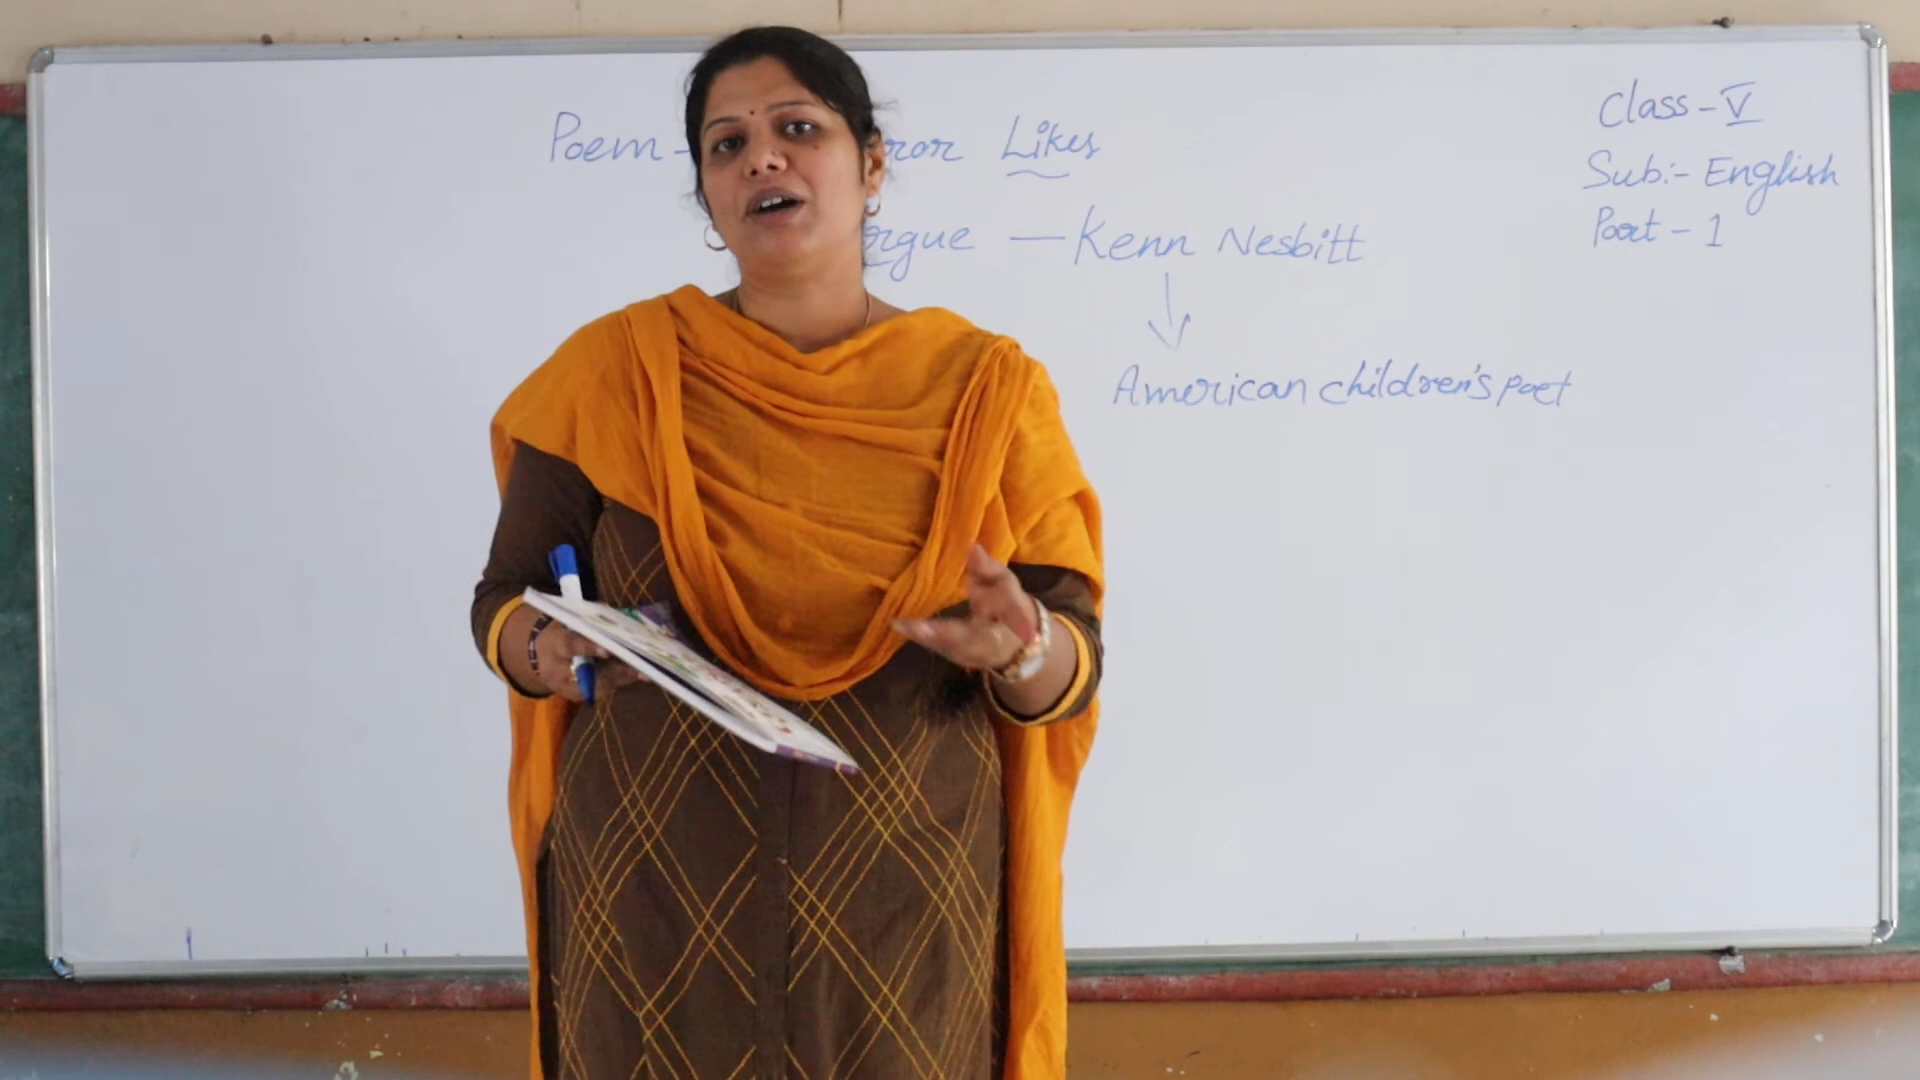 Poem - Likes
— Kenn Nesbitt
American children's poet
Class - V
Sub:- English
Part - 1